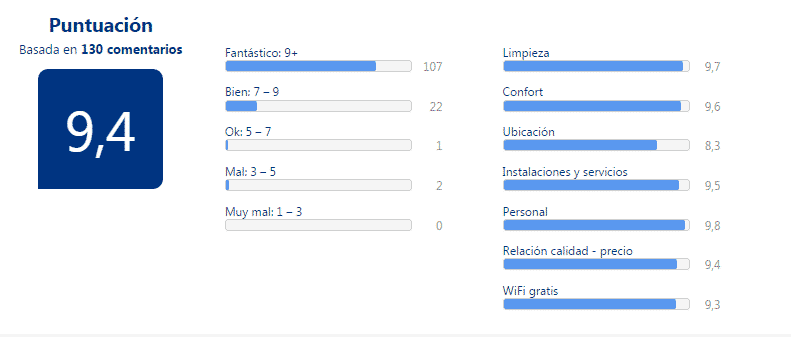 Puntuación
Basada en 130 comentarios
9,4
Fantástico: 9+
107
Bien: 7 – 9
22
Ok: 5 – 7
1
Mal: 3 – 5
2
Muy mal: 1 – 3
0
Limpieza
9,7
Confort
9,6
Ubicación
8,3
Instalaciones y servicios
9,5
Personal
9,8
Relación calidad - precio
9,4
WiFi gratis
9,3